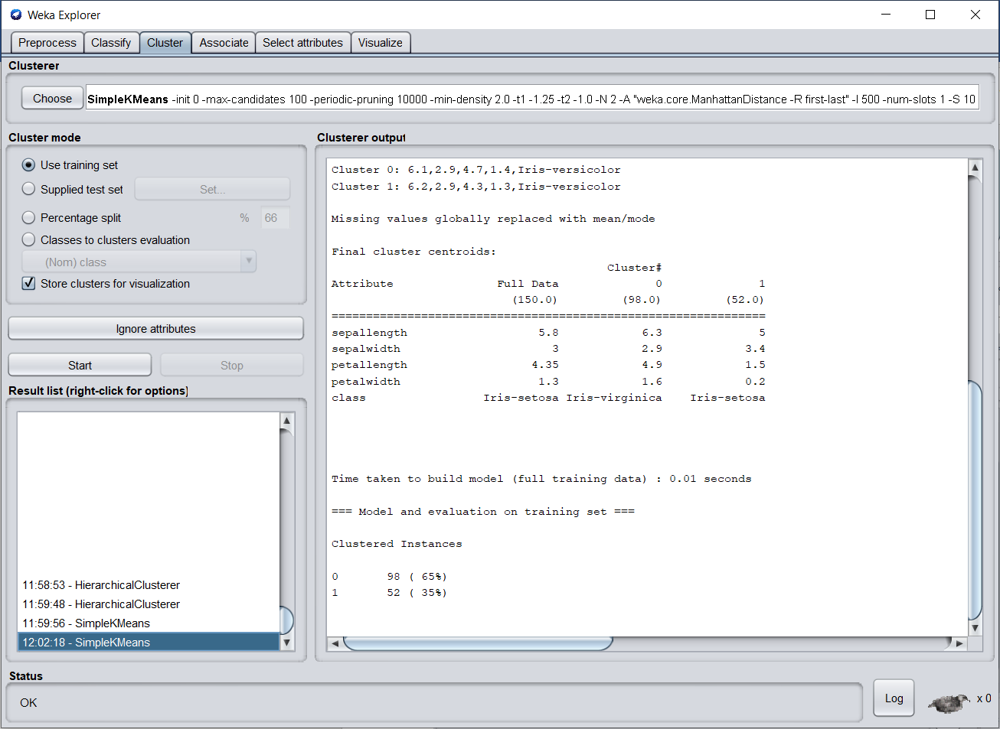 Weka Explorer
Preprocess Classify Cluster Associate Select attributes Visualize
Clusterer
Choose SimpleKMeans -init 0 -max-candidates 100 -periodic-pruning 10000 -min-density 2.0 -t1 -1.25 -t2 -1.0 -N 2 -A "weka.core.ManhattanDistance -R first-last" -I 500 -num-slots 1 -S 10
Cluster mode
Use training set
Supplied test set Set...
Percentage split % 66
Classes to clusters evaluation
(Nom) class
Store clusters for visualization
Ignore attributes
Start Stop
Result list (right-click for options)
11:58:53 - HierarchicalClusterer
11:59:48 - HierarchicalClusterer
11:59:56 - SimpleKMeans
12:02:18 - SimpleKMeans
Clusterer output
Cluster 0: 6.1,2.9,4.7,1.4,Iris-versicolor
Cluster 1: 6.2,2.9,4.3,1.3,Iris-versicolor
Missing values globally replaced with mean/mode
Final cluster centroids:
Cluster#
Attribute Full Data 0 1
(150.0) (98.0) (52.0)
===============================================================
sepallength 5.8 6.3 5
sepalwidth 3 2.9 3.4
petallength 4.35 4.9 1.5
petalwidth 1.3 1.6 0.2
class Iris-setosa Iris-virginica Iris-setosa
Time taken to build model (full training data) : 0.01 seconds
=== Model and evaluation on training set ===
Clustered Instances
0 98 ( 65%)
1 52 ( 35%)
Status
OK
Log x 0